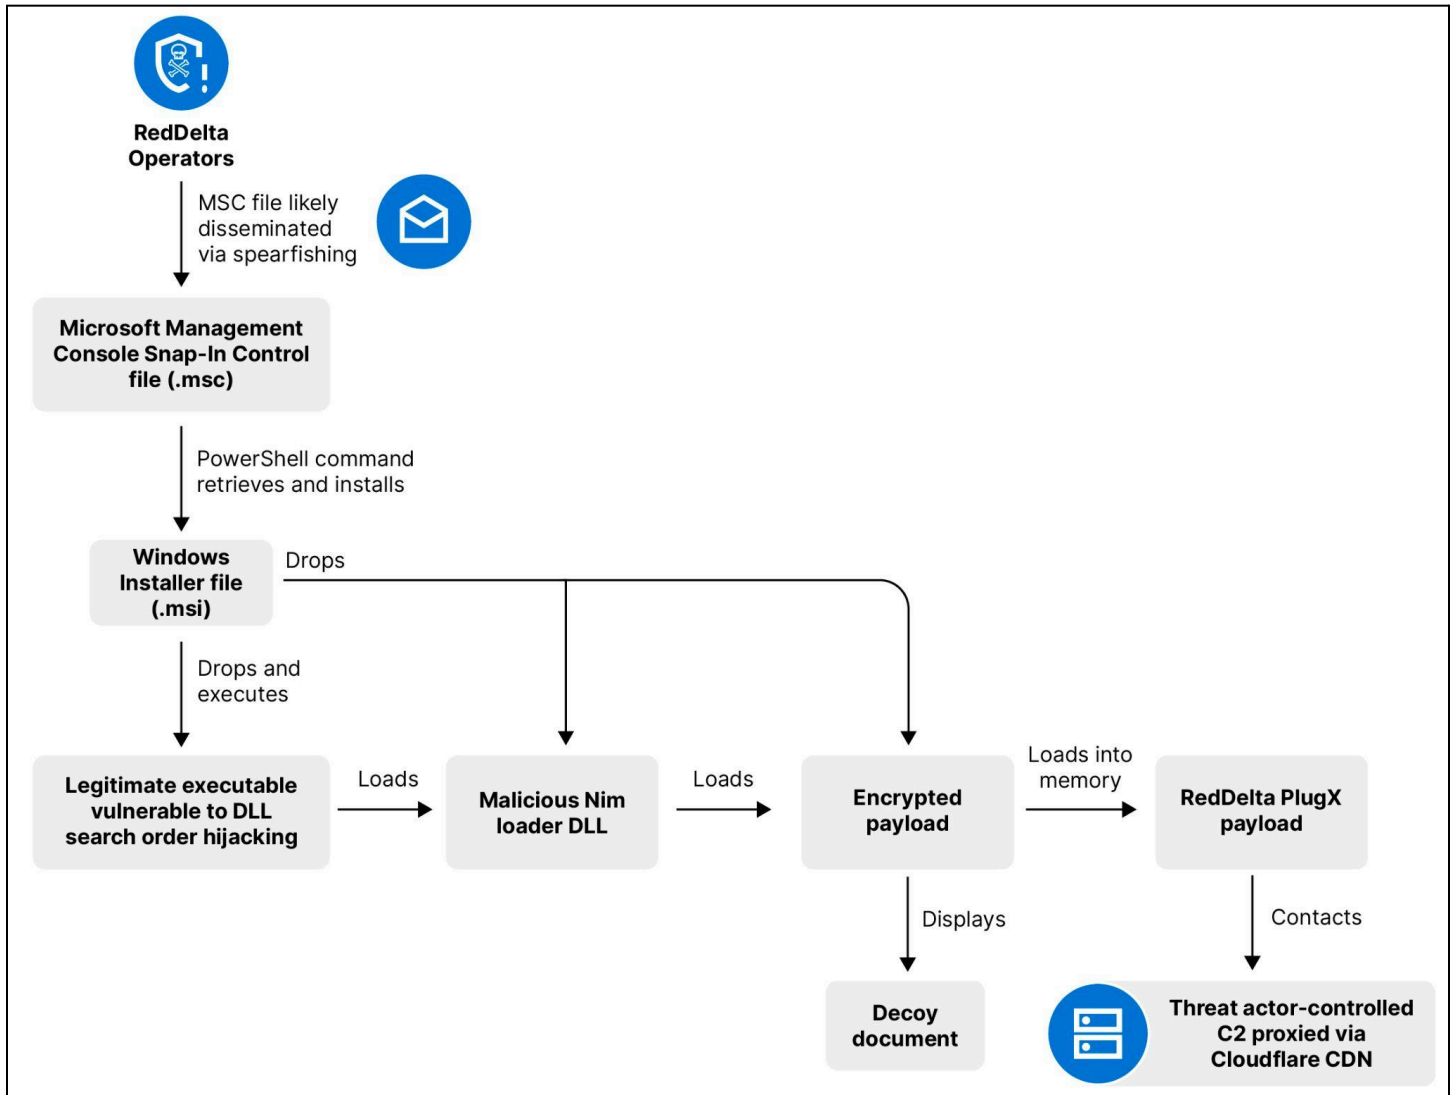 RedDelta
Operators
MSC file likely
disseminated
via spearfishing
Microsoft Management
Console Snap-In Control
file (.msc)
PowerShell command
retrieves and installs
Windows
Installer file
(.msi)
Drops
Drops and
executes
Legitimate executable
vulnerable to DLL
search order hijacking
Loads
Malicious Nim
loader DLL
Loads
Encrypted
payload
Loads into
memory
RedDelta PlugX
payload
Displays
Contacts
Decoy
document
Threat actor-controlled
C2 proxied via
Cloudflare CDN